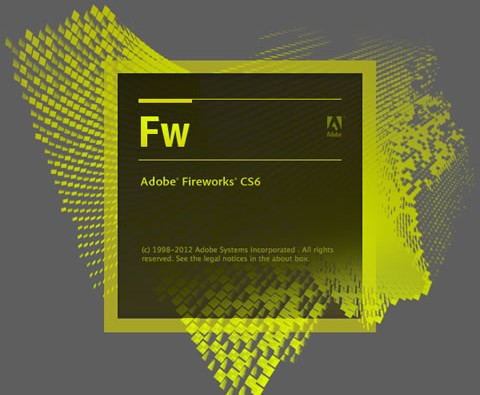 Fw
Adobe
Adobe® Fireworks® CS6
(c) 1998-2012 Adobe Systems Incorporated . All rights
reserved. See the legal notices in the about box.